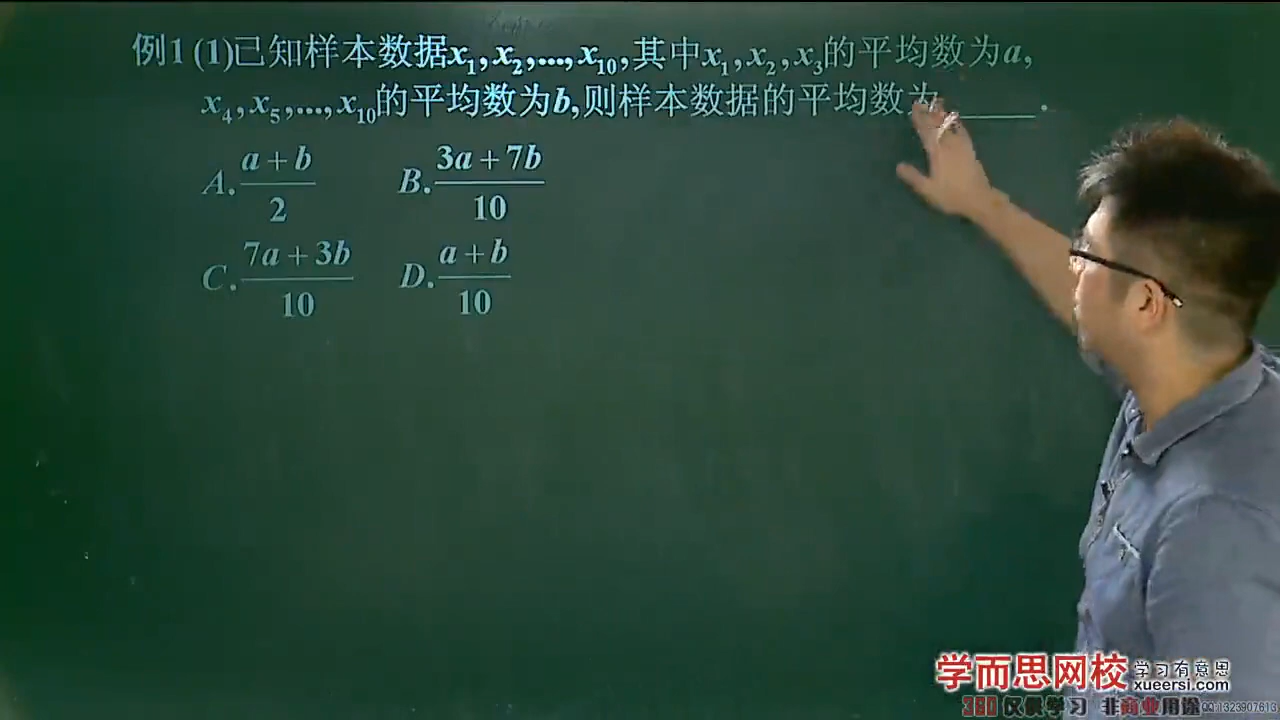 例1 (1)已知样本数据x₁,x₂,...,x₁₀,其中x₁,x₂,x₃的平均数为a,
x₄,x₅,...,x₁₀的平均数为b,则样本数据的平均数为______.
A. (a+b)/2 B. (3a+7b)/10
C. (7a+3b)/10 D. (a+b)/10
学而思网校 学习有意思
xueersi.com
360 仅供学习 非商业用途